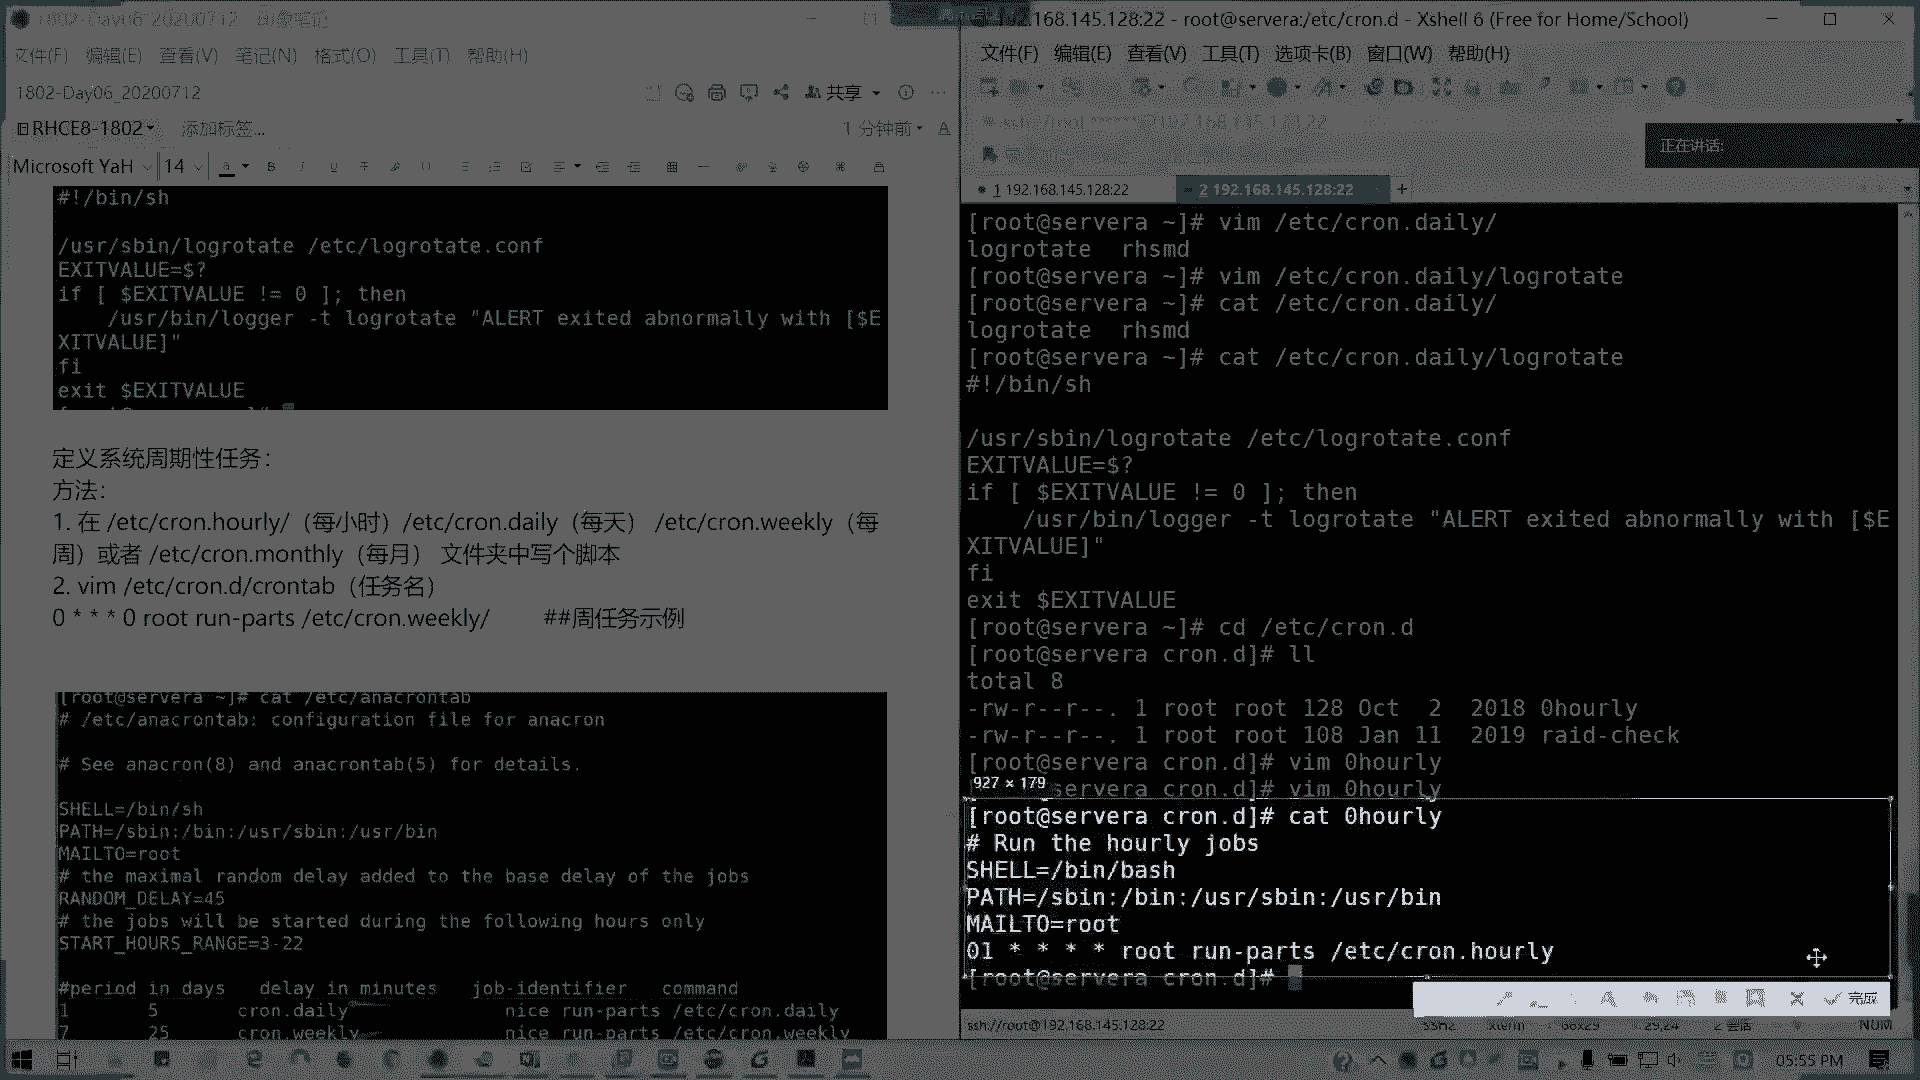 1802-Day06_20200712 - 印象笔记
文件(F) 编辑(E) 查看(V) 笔记(N) 格式(O) 工具(T) 帮助(H)
1802-Day06_20200712
共享
RHCE8-1802
添加标签...
1 分钟前
Microsoft YaH 14
#!/bin/sh
/usr/sbin/logrotate /etc/logrotate.conf
EXITVALUE=$?
if [ $EXITVALUE != 0 ]; then
/usr/bin/logger -t logrotate "ALERT exited abnormally with [$E
XITVALUE]"
fi
exit $EXITVALUE
定义系统周期性任务：
方法：
1. 在 /etc/cron.hourly/（每小时）/etc/cron.daily（每天） /etc/cron.weekly（每
周）或者 /etc/cron.monthly（每月） 文件夹中写个脚本
2. vim /etc/cron.d/crontab（任务名）
0 * * * 0 root run-parts /etc/cron.weekly/ ##周任务示例
[root@servera ~]# cat /etc/anacrontab
# /etc/anacrontab: configuration file for anacron
# See anacron(8) and anacrontab(5) for details.
SHELL=/bin/sh
PATH=/sbin:/bin:/usr/sbin:/usr/bin
MAILTO=root
# the maximal random delay added to the base delay of the jobs
RANDOM_DELAY=45
# the jobs will be started during the following hours only
START_HOURS_RANGE=3-22
#period in days delay in minutes job-identifier command
1 5 cron.daily nice run-parts /etc/cron.daily
7 25 cron.weekly nice run-parts /etc/cron.weekly
192.168.145.128:22 - root@servera:/etc/cron.d - Xshell 6 (Free for Home/School)
文件(F) 编辑(E) 查看(V) 工具(T) 选项卡(B) 窗口(W) 帮助(H)
正在讲话:
1 192.168.145.128:22
2 192.168.145.128:22
[root@servera ~]# vim /etc/cron.daily/
logrotate rhsmd
[root@servera ~]# vim /etc/cron.daily/logrotate
[root@servera ~]# cat /etc/cron.daily/
logrotate rhsmd
[root@servera ~]# cat /etc/cron.daily/logrotate
#!/bin/sh
/usr/sbin/logrotate /etc/logrotate.conf
EXITVALUE=$?
if [ $EXITVALUE != 0 ]; then
/usr/bin/logger -t logrotate "ALERT exited abnormally with [$E
XITVALUE]"
fi
exit $EXITVALUE
[root@servera ~]# cd /etc/cron.d
[root@servera cron.d]# ll
total 8
-rw-r--r--. 1 root root 128 Oct 2 2018 0hourly
-rw-r--r--. 1 root root 108 Jan 11 2019 raid-check
[root@servera cron.d]# vim 0hourly
927 × 179
servera cron.d]# vim 0hourly
[root@servera cron.d]# cat 0hourly
# Run the hourly jobs
SHELL=/bin/bash
PATH=/sbin:/bin:/usr/sbin:/usr/bin
MAILTO=root
01 * * * * root run-parts /etc/cron.hourly
[root@servera cron.d]#
完成
ssh://root@192.168.145.128:22 SSH2 xterm 66x29 29,24 2 会话 NUM
05:55 PM